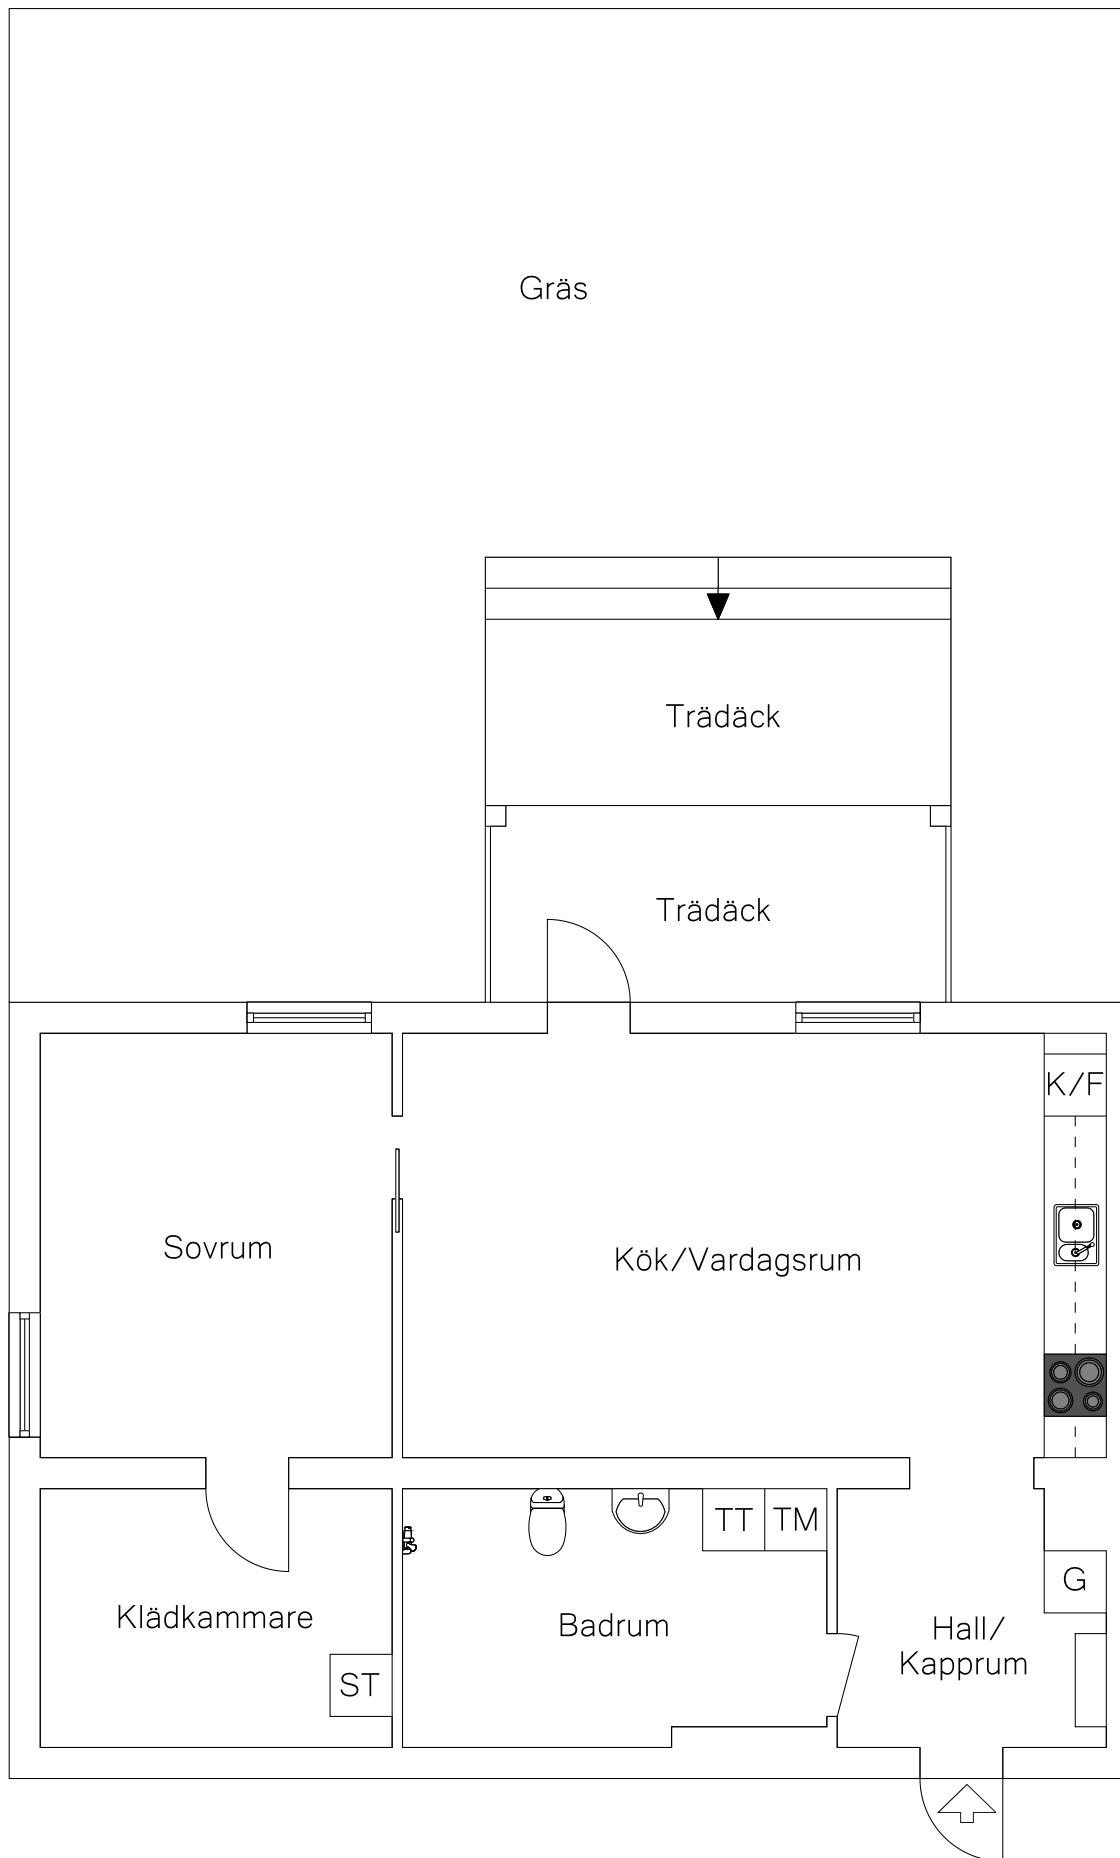 Gräs
Trädäck
Trädäck
K/F
Sovrum
Kök/Vardagsrum
TT
TM
G
Klädkammare
Badrum
Hall/
Kapprum
ST